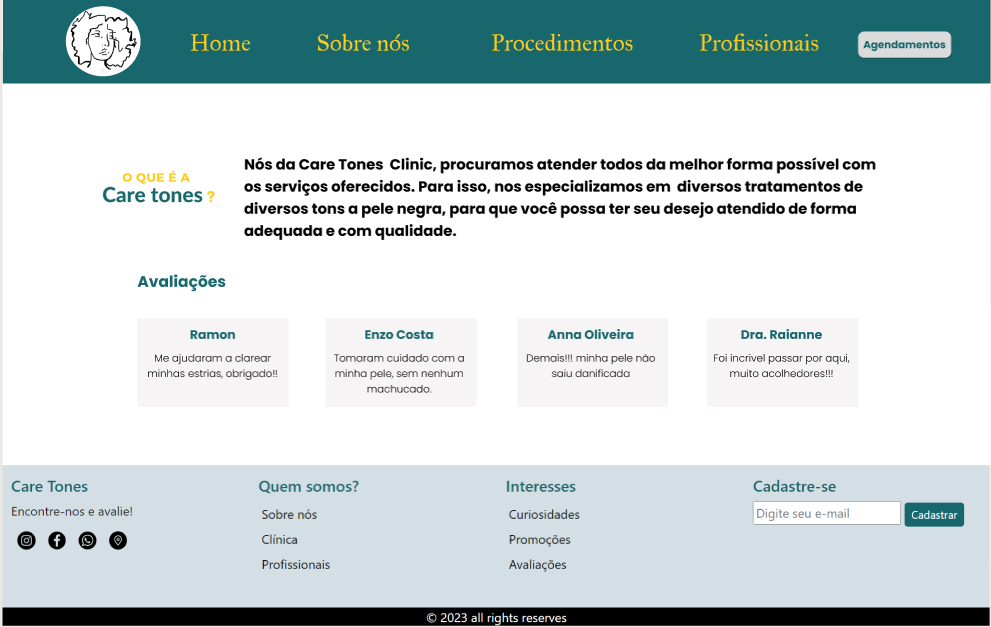 Home
Sobre nós
Procedimentos
Profissionais
Agendamentos
O QUE É A
Care tones ?
Nós da Care Tones Clinic, procuramos atender todos da melhor forma possível com
os serviços oferecidos. Para isso, nos especializamos em diversos tratamentos de
diversos tons a pele negra, para que você possa ter seu desejo atendido de forma
adequada e com qualidade.
Avaliações
Ramon
Me ajudaram a clarear
minhas estrias, obrigado!!
Enzo Costa
Tomaram cuidado com a
minha pele, sem nenhum
machucado.
Anna Oliveira
Demais!!! minha pele não
saiu danificada
Dra. Raianne
Foi incrivel passar por aqui,
muito acolhedores!!!
Care Tones
Encontre-nos e avalie!
Quem somos?
Sobre nós
Clínica
Profissionais
Interesses
Curiosidades
Promoções
Avaliações
Cadastre-se
Digite seu e-mail
Cadastrar
© 2023 all rights reserves